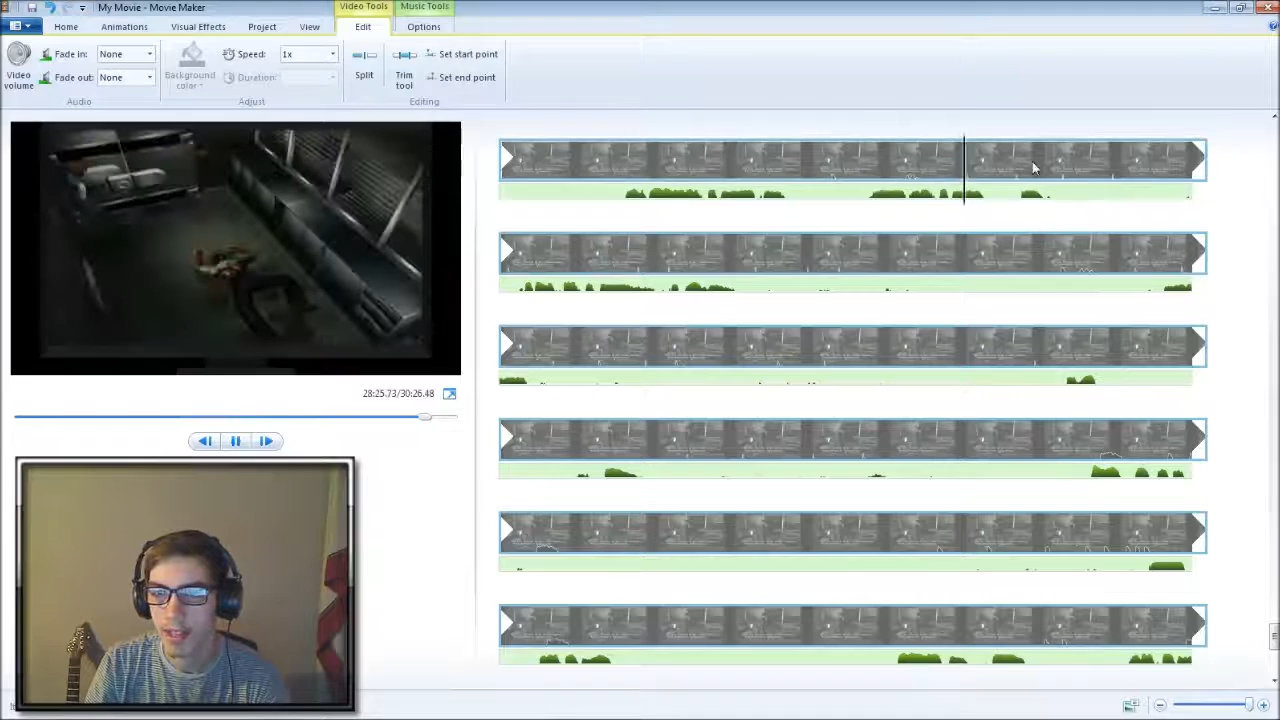 My Movie - Movie Maker
Video Tools
Music Tools
Home
Animations
Visual Effects
Project
View
Edit
Options
Video volume
Fade in: None
Fade out: None
Audio
Background color
Speed: 1x
Duration:
Adjust
Split
Trim tool
Set start point
Set end point
Editing
28:25.73/30:26.48